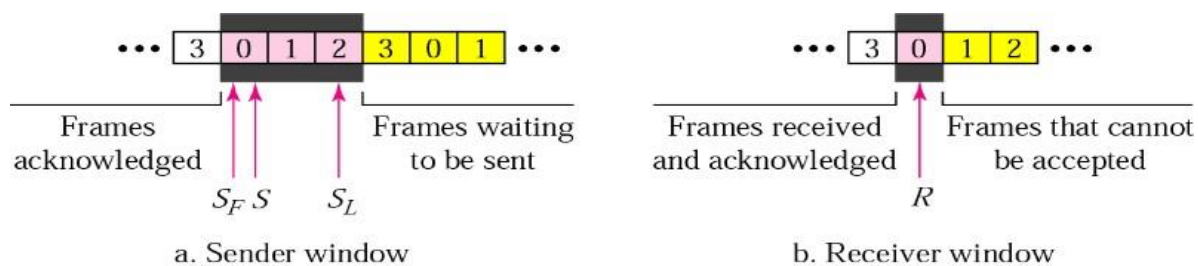 ••• 3 0 1 2 3 0 1 •••
Frames acknowledged
Frames waiting to be sent
S_F S S_L
a. Sender window
••• 3 0 1 2 •••
Frames received and acknowledged
Frames that cannot be accepted
R
b. Receiver window